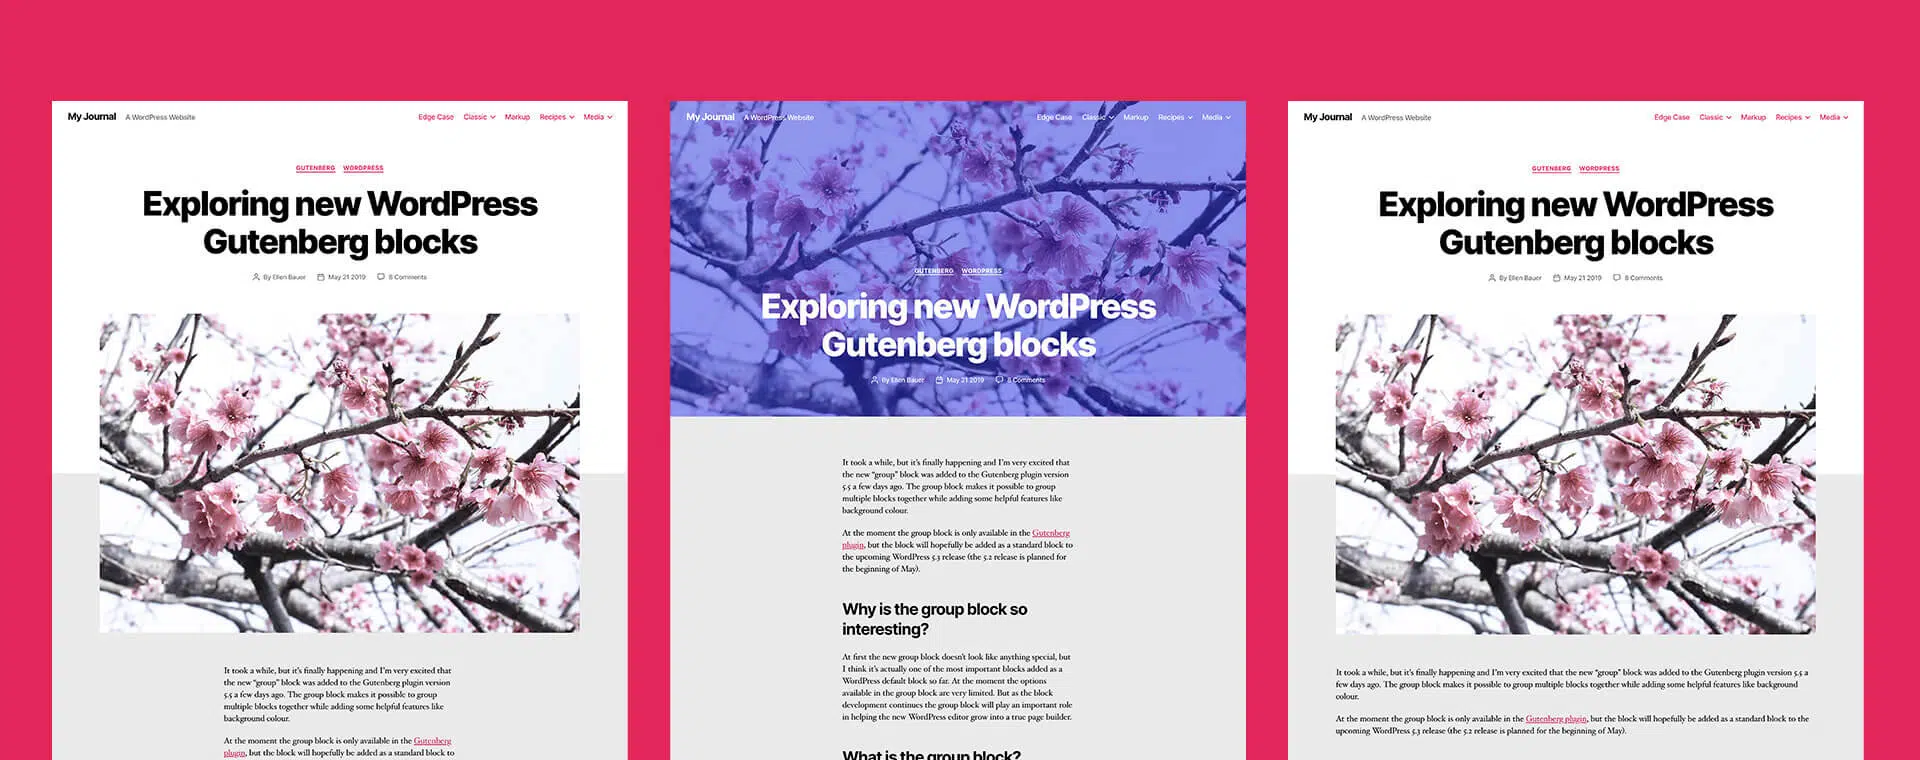 My Journal A WordPress Website Edge Case Classic Markup Recipes Media
GUTENBERG WORDPRESS
Exploring new WordPress
Gutenberg blocks
By Ellen Bauer May 21 2019 8 Comments
It took a while, but it's finally happening and I'm very excited that
the new “group” block was added to the Gutenberg plugin version
5.5 a few days ago. The group block makes it possible to group
multiple blocks together while adding some helpful features like
background colour.
At the moment the group block is only available in the Gutenberg
plugin, but the block will hopefully be added as a standard block to
My Journal A WordPress Website Edge Case Classic Markup Recipes Media
GUTENBERG WORDPRESS
Exploring new WordPress
Gutenberg blocks
By Ellen Bauer May 21 2019 8 Comments
It took a while, but it's finally happening and I'm very excited that
the new “group” block was added to the Gutenberg plugin version
5.5 a few days ago. The group block makes it possible to group
multiple blocks together while adding some helpful features like
background colour.
At the moment the group block is only available in the Gutenberg
plugin, but the block will hopefully be added as a standard block to
the upcoming WordPress 5.3 release (the 5.2 release is planned for
the beginning of May).
Why is the group block so
interesting?
At first the new group block doesn't look like anything special, but
I think it's actually one of the most important blocks added as a
WordPress default block so far. At the moment the options
available in the group block are very limited. But as the block
development continues the group block will play an important role
in helping the new WordPress editor grow into a true page builder.
What is the group block?
My Journal A WordPress Website Edge Case Classic Markup Recipes Media
GUTENBERG WORDPRESS
Exploring new WordPress
Gutenberg blocks
By Ellen Bauer May 21 2019 8 Comments
It took a while, but it's finally happening and I'm very excited that the new “group” block was added to the Gutenberg plugin version 5.5 a
few days ago. The group block makes it possible to group multiple blocks together while adding some helpful features like background
colour.
At the moment the group block is only available in the Gutenberg plugin, but the block will hopefully be added as a standard block to the
upcoming WordPress 5.3 release (the 5.2 release is planned for the beginning of May).